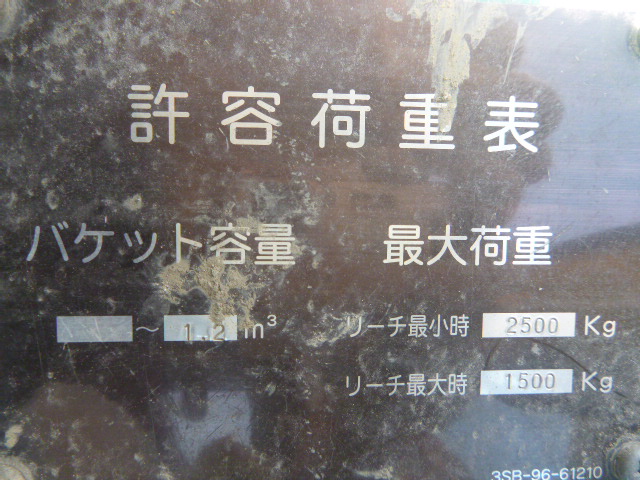 許容荷重表
バケット容量 最大荷重
～ 1.2 m³ リーチ最小時 2500 Kg
リーチ最大時 1500 Kg
3SB-96-61210